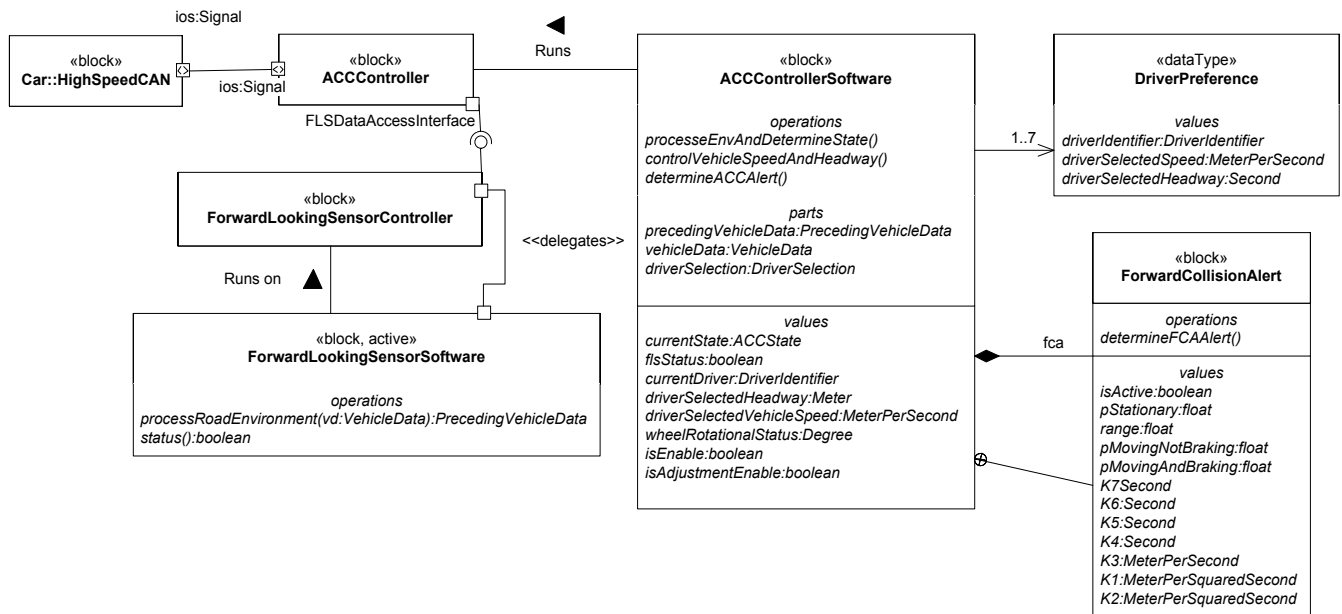 ios:Signal
«block»
Car::HighSpeedCAN
«block»
ACCController
ios:Signal
FLSDataAccessInterface
Runs
«block»
ForwardLookingSensorController
<<delegates>>
Runs on
«block, active»
ForwardLookingSensorSoftware
operations
processRoadEnvironment(vd:VehicleData):PrecedingVehicleData
status():boolean
«block»
ACCControllerSoftware
operations
processeEnvAndDetermineState()
controlVehicleSpeedAndHeadway()
determineACCAlert()
parts
precedingVehicleData:PrecedingVehicleData
vehicleData:VehicleData
driverSelection:DriverSelection
values
currentState:ACCState
flsStatus:boolean
currentDriver:DriverIdentifier
driverSelectedHeadway:Meter
driverSelectedVehicleSpeed:MeterPerSecond
wheelRotationalStatus:Degree
isEnable:boolean
isAdjustmentEnable:boolean
1..7
«dataType»
DriverPreference
values
driverIdentifier:DriverIdentifier
driverSelectedSpeed:MeterPerSecond
driverSelectedHeadway:Second
fca
«block»
ForwardCollisionAlert
operations
determineFCAAlert()
values
isActive:boolean
pStationary:float
range:float
pMovingNotBraking:float
pMovingAndBraking:float
K7Second
K6:Second
K5:Second
K4:Second
K3:MeterPerSecond
K1:MeterPerSquaredSecond
K2:MeterPerSquaredSecond